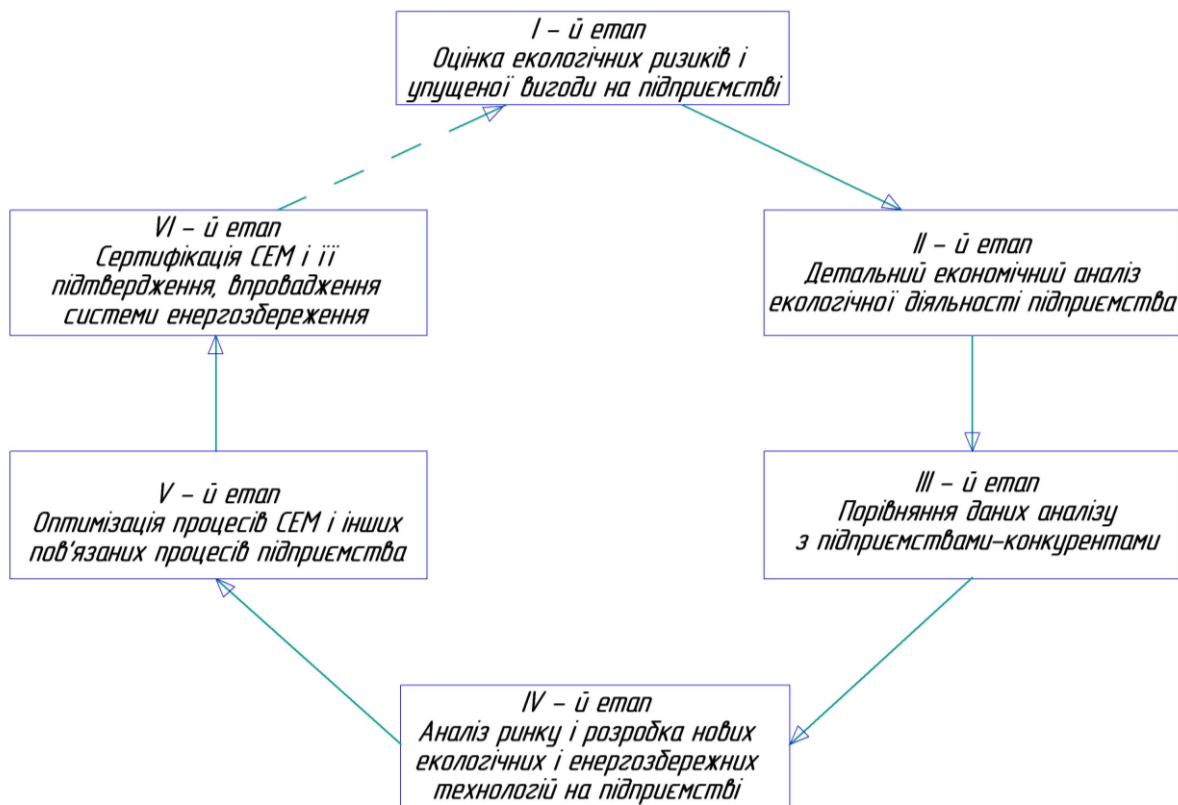 I – й етап
Оцінка екологічних ризиків і
упущеної вигоди на підприємстві
II – й етап
Детальний економічний аналіз
екологічної діяльності підприємства
III – й етап
Порівняння даних аналізу
з підприємствами–конкурентами
IV – й етап
Аналіз ринку і розробка нових
екологічних і енергозбережних
технологій на підприємстві
V – й етап
Оптимізація процесів СЕМ і інших
пов'язаних процесів підприємства
VI – й етап
Сертифікація СЕМ і її
підтвердження, впровадження
системи енергозбереження